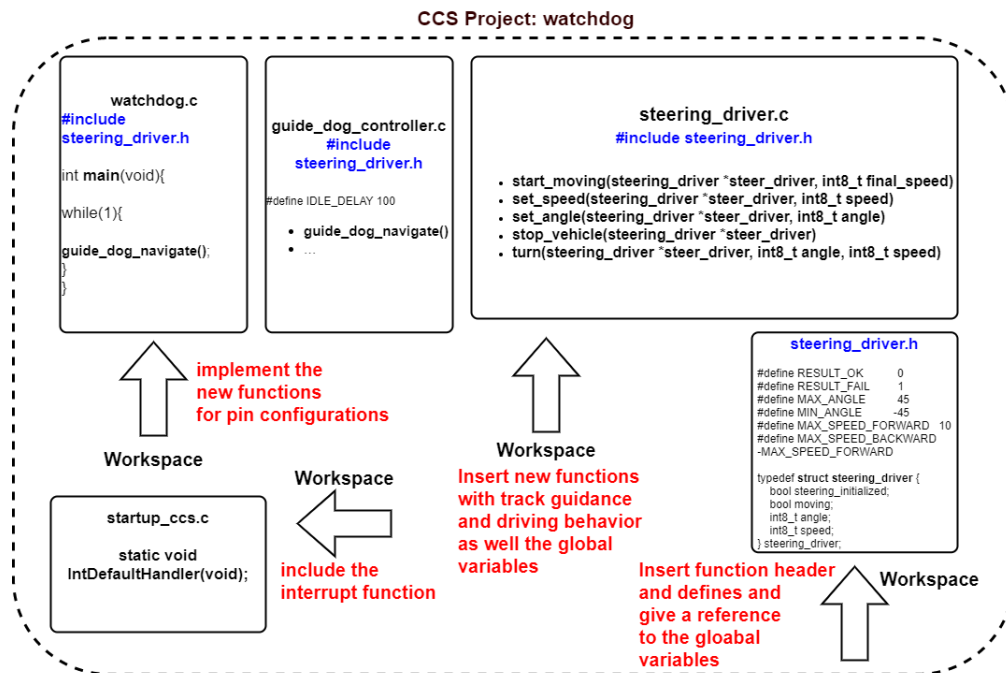 CCS Project: watchdog
watchdog.c
#include
steering_driver.h
int main(void){
while(1){
guide_dog_navigate();
}
}
guide_dog_controller.c
#include
steering_driver.h
#define IDLE_DELAY 100
• guide_dog_navigate()
• ...
steering_driver.c
#include steering_driver.h
• start_moving(steering_driver *steer_driver, int8_t final_speed)
• set_speed(steering_driver *steer_driver, int8_t speed)
• set_angle(steering_driver *steer_driver, int8_t angle)
• stop_vehicle(steering_driver *steer_driver)
• turn(steering_driver *steer_driver, int8_t angle, int8_t speed)
implement the
new functions
for pin configurations
Workspace
startup_ccs.c
static void
IntDefaultHandler(void);
Workspace
include the
interrupt function
Workspace
Insert new functions
with track guidance
and driving behavior
as well the global
variables
steering_driver.h
#define RESULT_OK 0
#define RESULT_FAIL 1
#define MAX_ANGLE 45
#define MIN_ANGLE -45
#define MAX_SPEED_FORWARD 10
#define MAX_SPEED_BACKWARD
-MAX_SPEED_FORWARD
typedef struct steering_driver {
bool steering_initialized;
bool moving;
int8_t angle;
int8_t speed;
} steering_driver;
Insert function header
and defines and
give a reference
to the gloabal
variables
Workspace